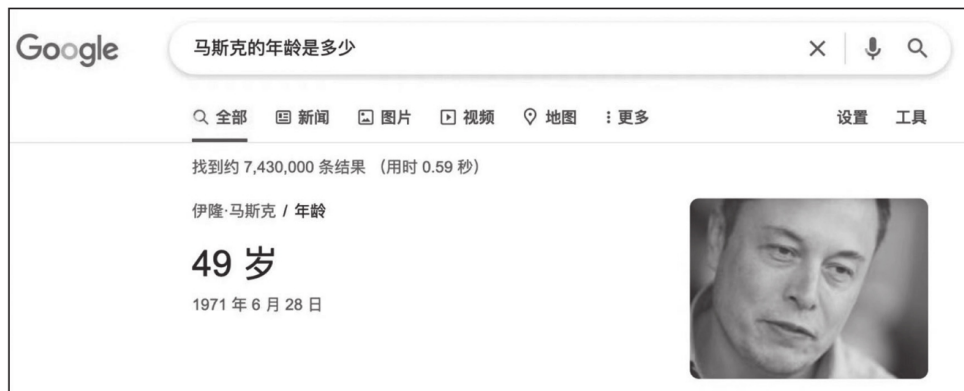 Google 马斯克的年龄是多少
全部 新闻 图片 视频 地图 更多 设置 工具
找到约 7,430,000 条结果 （用时 0.59 秒）
伊隆·马斯克 / 年龄
49 岁
1971 年 6 月 28 日